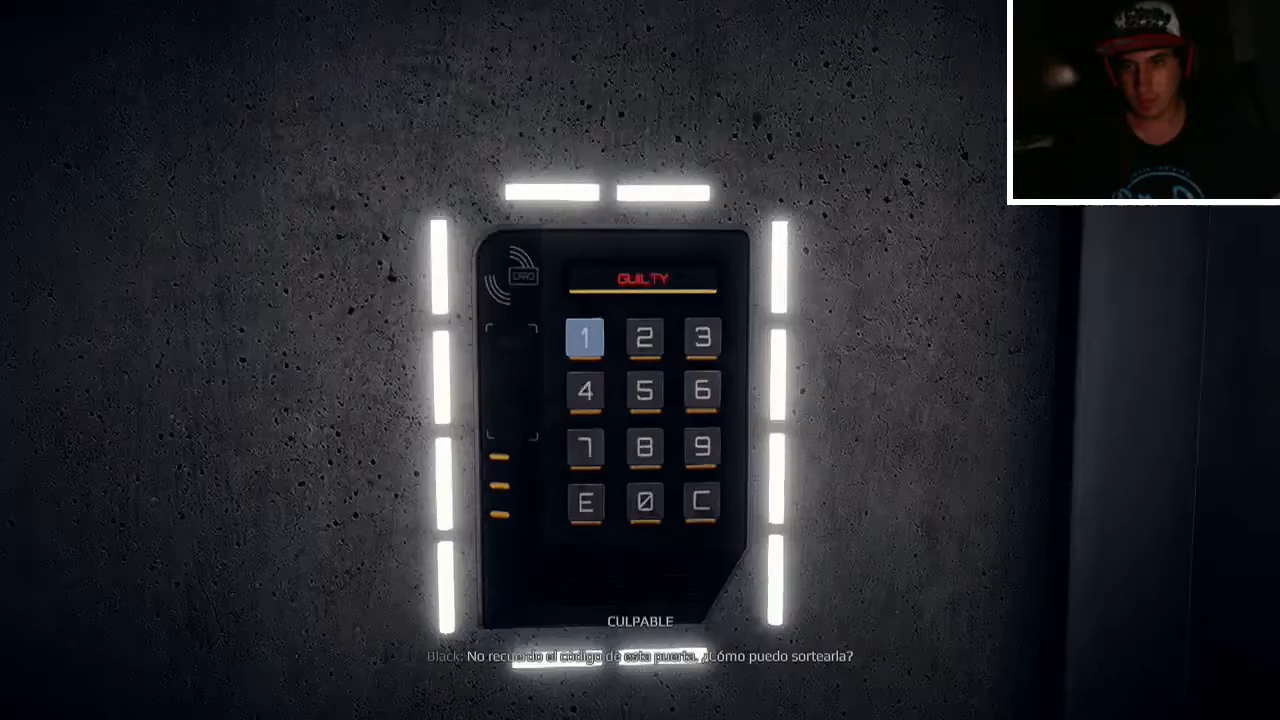 CARD
GUILTY
1 2 3
4 5 6
7 8 9
E 0 C
CULPABLE
Black: No recuerdo el código de esta puerta. ¿Cómo puedo sortearla?